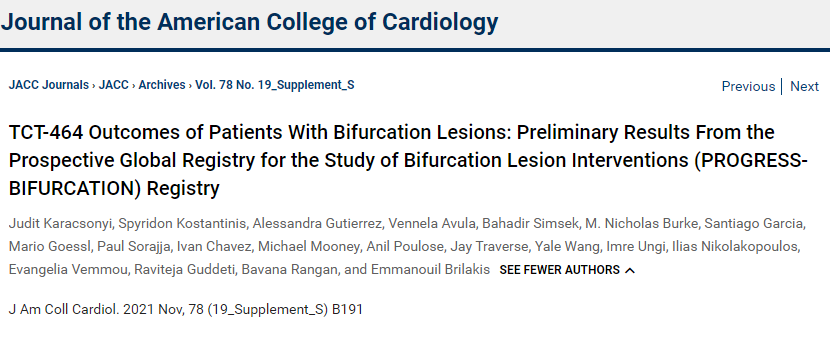 Journal of the American College of Cardiology
JACC Journals › JACC › Archives › Vol. 78 No. 19_Supplement_S
Previous | Next
TCT-464 Outcomes of Patients With Bifurcation Lesions: Preliminary Results From the
Prospective Global Registry for the Study of Bifurcation Lesion Interventions (PROGRESS-
BIFURCATION) Registry
Judit Karacsonyi, Spyridon Kostantinis, Alessandra Gutierrez, Vennela Avula, Bahadir Simsek, M. Nicholas Burke, Santiago Garcia,
Mario Goessl, Paul Sorajja, Ivan Chavez, Michael Mooney, Anil Poulose, Jay Traverse, Yale Wang, Imre Ungi, Ilias Nikolakopoulos,
Evangelia Vemmou, Raviteja Guddeti, Bavana Rangan, and Emmanouil Brilakis SEE FEWER AUTHORS
J Am Coll Cardiol. 2021 Nov, 78 (19_Supplement_S) B191